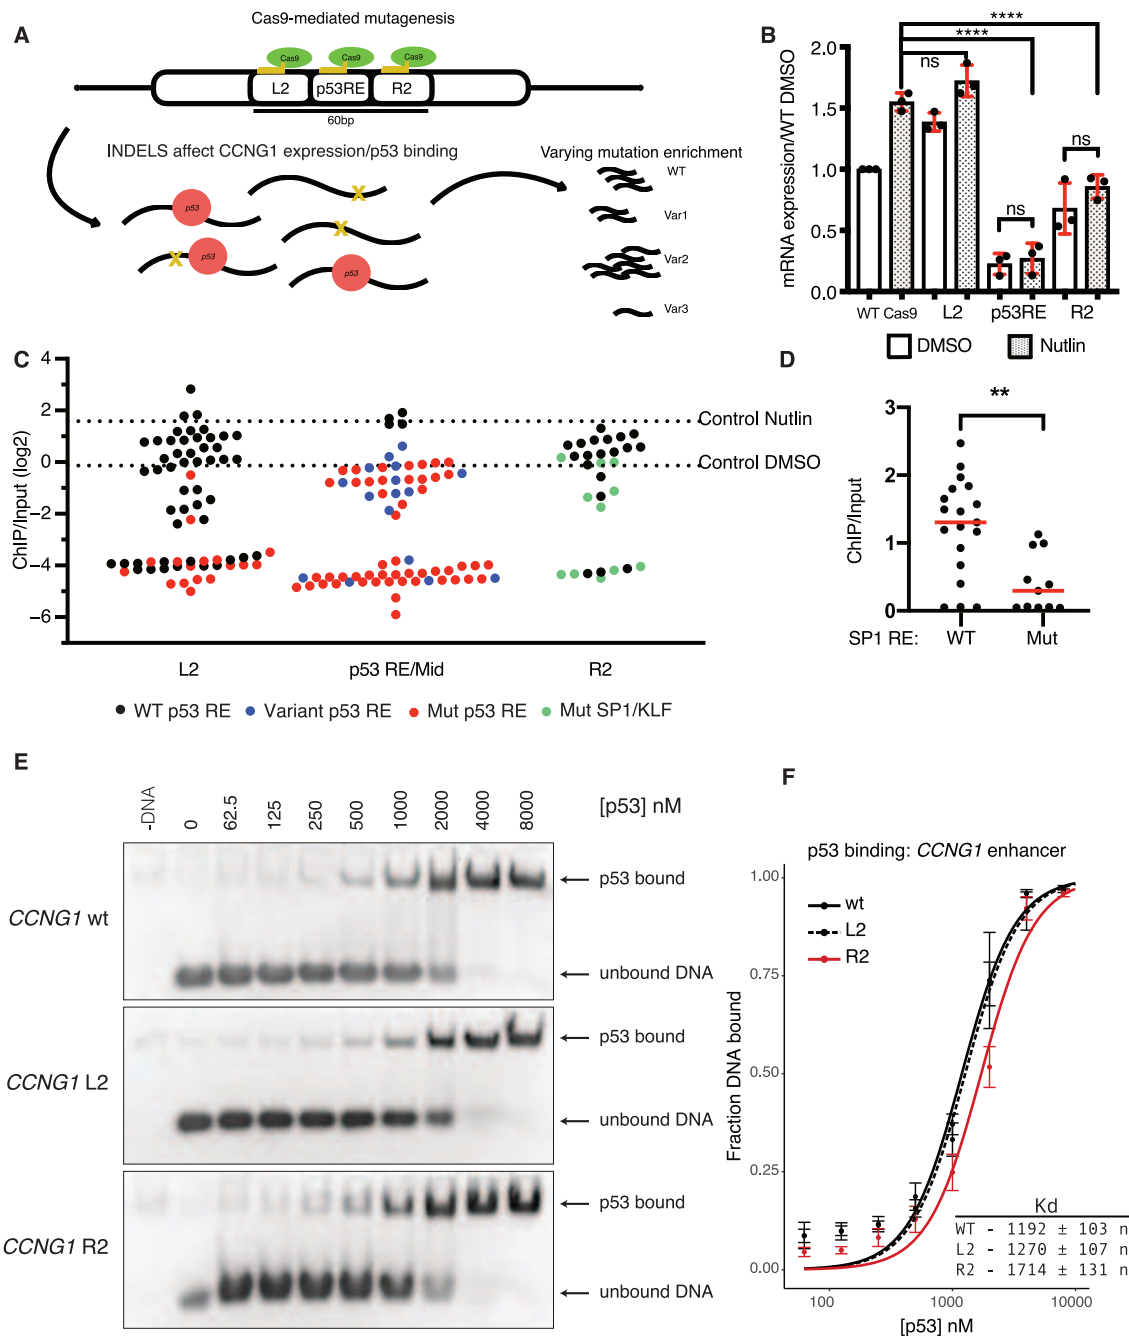 A
Cas9-mediated mutagenesis
Cas9
Cas9
Cas9
L2
p53RE
R2
60bp
INDELS affect CCNG1 expression/p53 binding
Varying mutation enrichment
p53
X
X
X
p53
p53
WT
Var1
Var2
Var3
B
mRNA expression/WT DMSO
2.0
1.5
1.0
0.5
0.0
****
****
ns
ns
ns
WT Cas9 L2 p53RE R2
DMSO Nutlin
C
ChIP/Input (log2)
4
2
0
−2
−4
−6
Control Nutlin
Control DMSO
L2 p53 RE/Mid R2
WT p53 RE Variant p53 RE Mut p53 RE Mut SP1/KLF
D
**
ChIP/Input
3
2
1
0
SP1 RE: WT Mut
E
-DNA 0 62.5 125 250 500 1000 2000 4000 8000 [p53] nM
CCNG1 wt
p53 bound
unbound DNA
CCNG1 L2
p53 bound
unbound DNA
CCNG1 R2
p53 bound
unbound DNA
F
p53 binding: CCNG1 enhancer
wt
L2
R2
Fraction DNA bound
1.00
0.75
0.50
0.25
0.00
Kd
WT - 1192 ± 103 n
L2 - 1270 ± 107 n
R2 - 1714 ± 131 n
100 1000 10000
[p53] nM